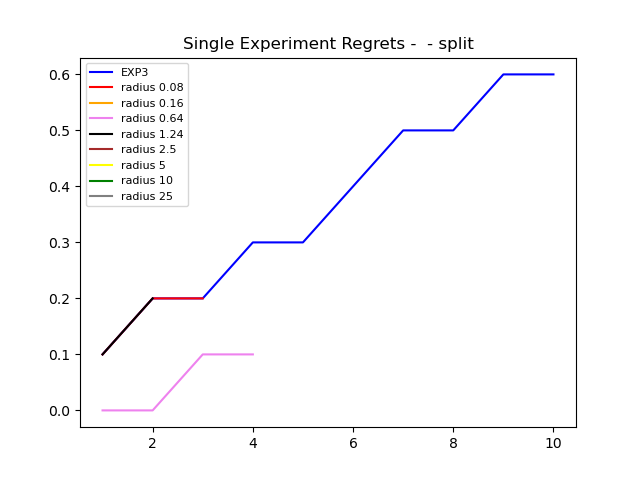 Single Experiment Regrets -  - split
EXP3
radius 0.08
radius 0.16
radius 0.64
radius 1.24
radius 2.5
radius 5
radius 10
radius 25
0.6
0.5
0.4
0.3
0.2
0.1
0.0
2 4 6 8 10